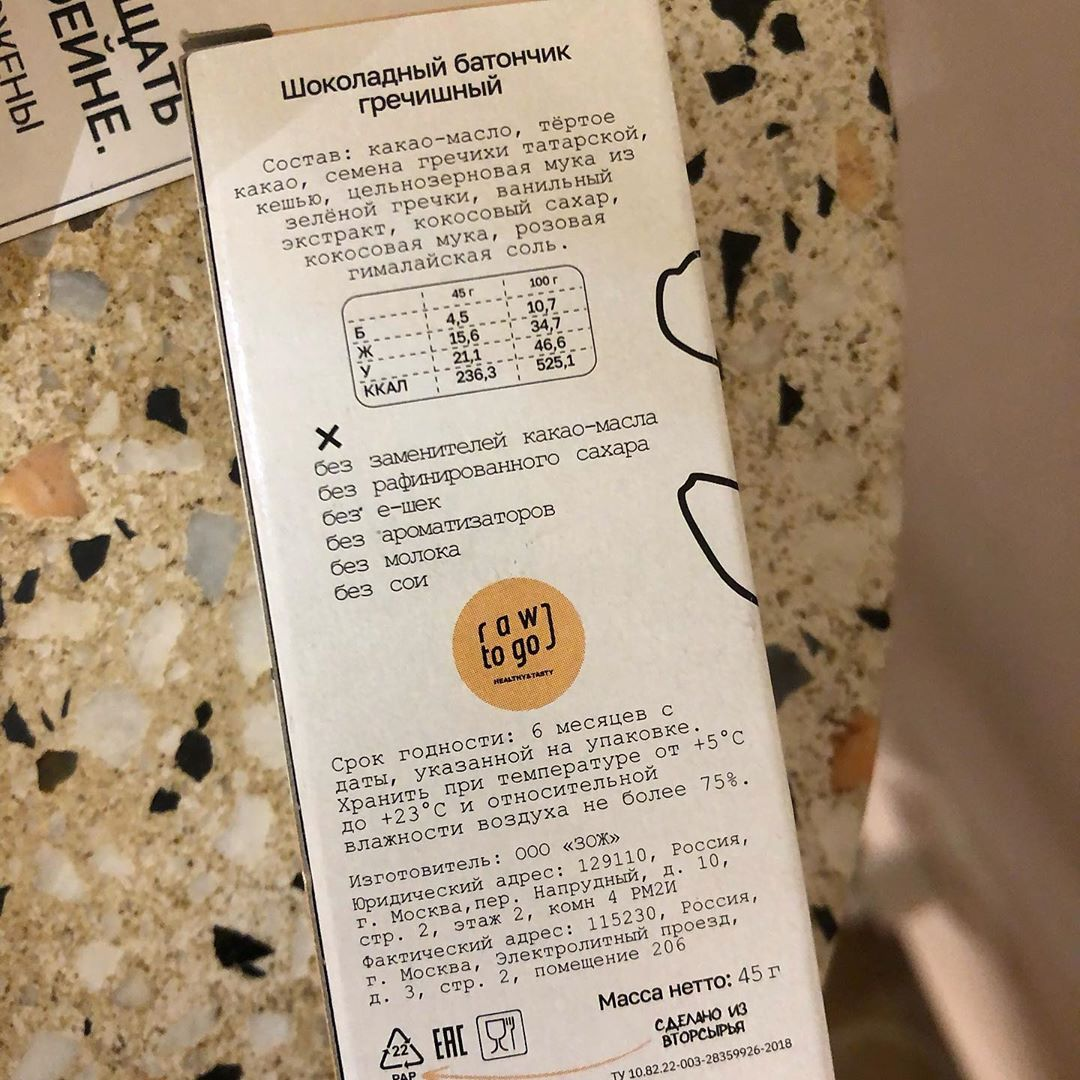 ЩАТЬ
ЕЙНЕ.
ЖЕНЫ
Шоколадный батончик
гречишный
Состав: какао-масло, тёртое
какао, семена гречихи татарской,
кешью, цельнозерновая мука из
зелёной гречки, ванильный
экстракт, кокосовый сахар,
кокосовая мука, розовая
гималайская соль.
45 г 100 г
Б 4,5 10,7
Ж 15,6 34,7
У 21,1 46,6
ККАЛ 236,3 525,1
без заменителей какао-масла
без рафинированного сахара
без е-шек
без ароматизаторов
без молока
без сои
raw
to go
HEALTHY&TASTY
Срок годности: 6 месяцев с
даты, указанной на упаковке.
Хранить при температуре от +5°C
до +23°C и относительной
влажности воздуха не более 75%.
Изготовитель: ООО «ЗОЖ»
Юридический адрес: 129110, Россия,
г. Москва,пер. Напрудный, д. 10,
стр. 2, этаж 2, комн 4 РМ2И
Фактический адрес: 115230, Россия,
г. Москва, Электролитный проезд,
д. 3, стр. 2, помещение 206
Масса нетто: 45 г
22
PAP
EAC
СДЕЛАНО ИЗ
ВТОРСЫРЬЯ
ТУ 10.82.22-003-28359926-2018